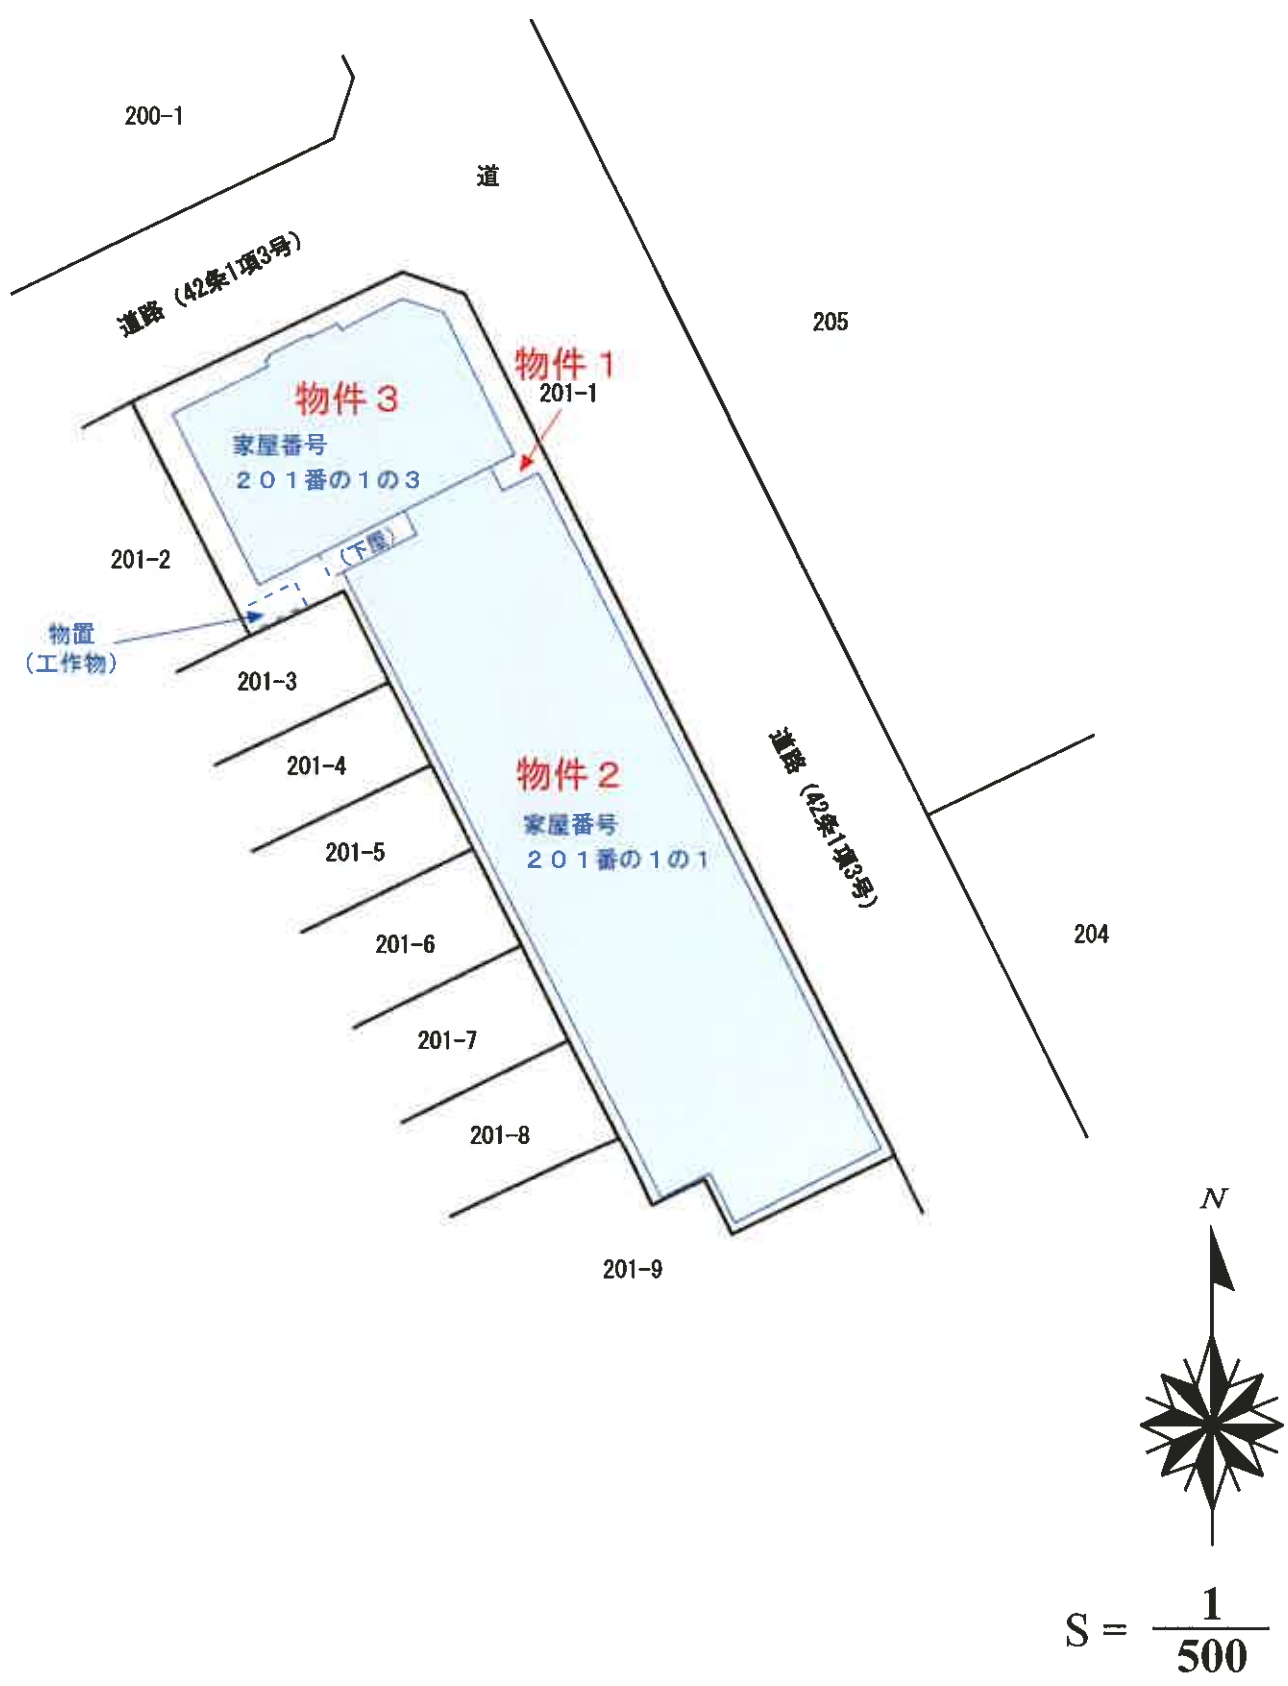 200-1
道
道路（42条1項3号）
205
物件１
201-1
物件３
家屋番号
２０１番の１の３
（下屋）
201-2
物置
（工作物）
201-3
201-4
201-5
201-6
201-7
201-8
201-9
物件２
家屋番号
２０１番の１の１
道路（42条1項3号）
204
N
S = 1/500